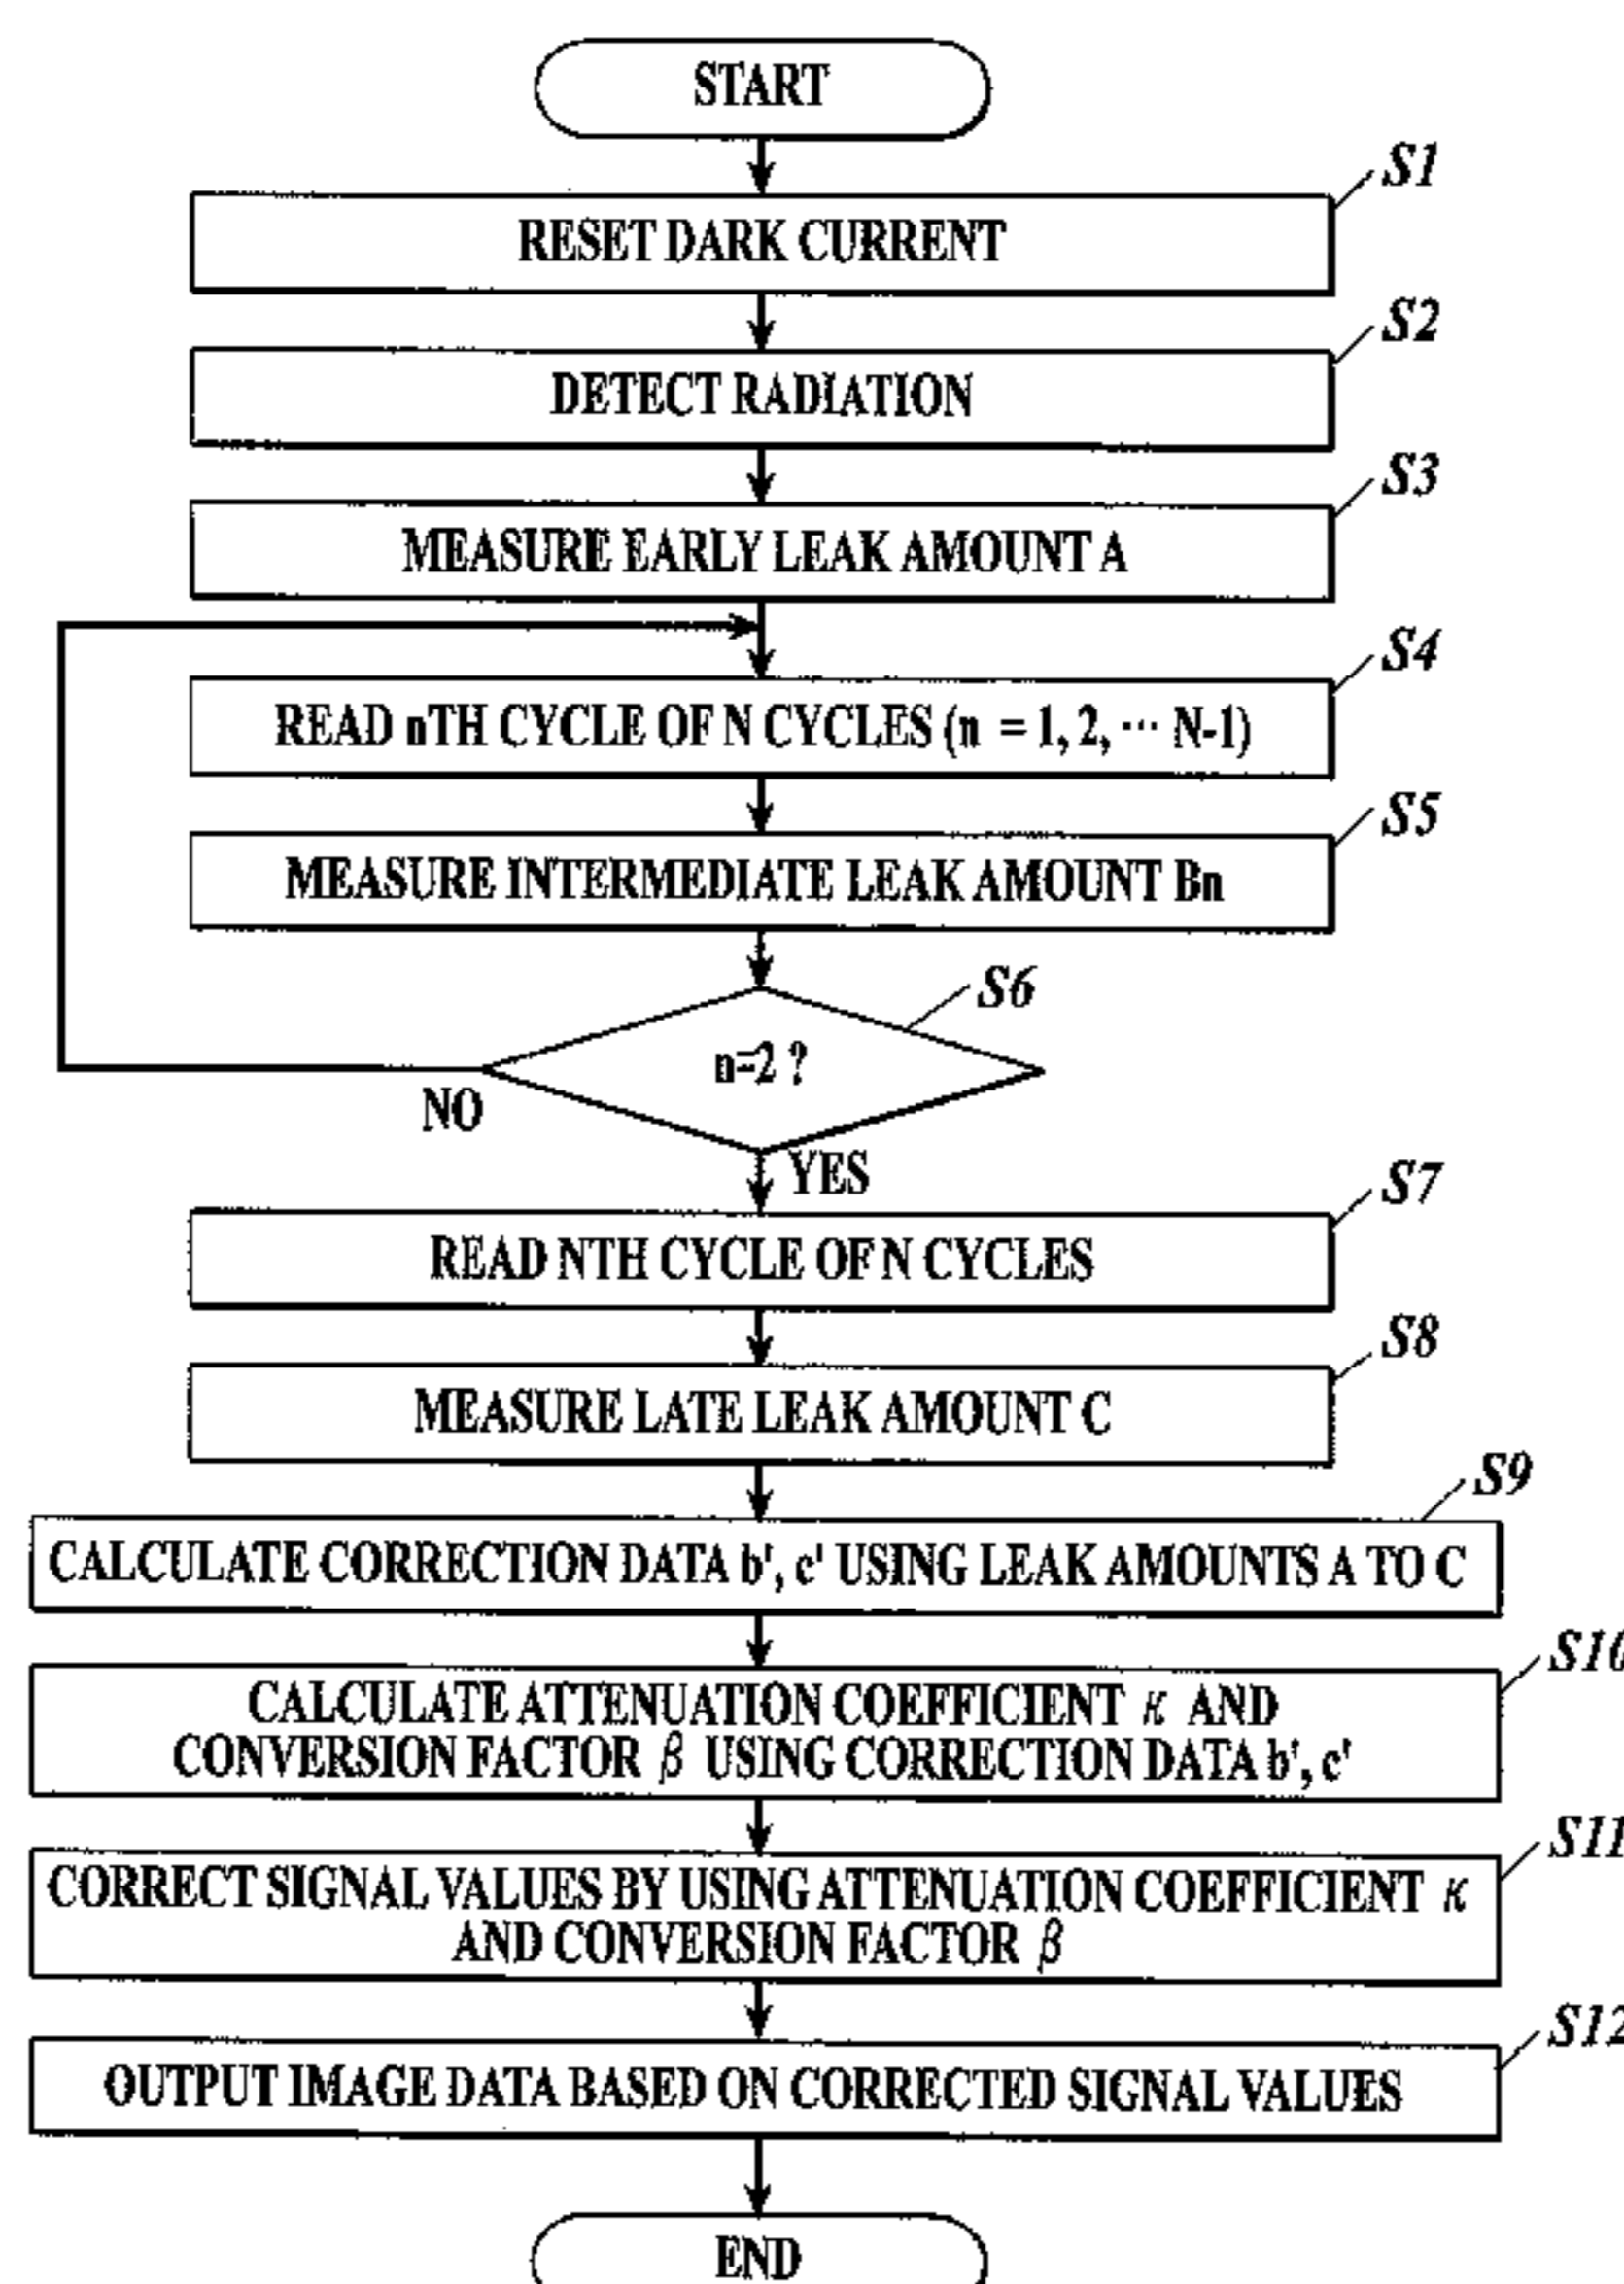 START
S1
RESET DARK CURRENT
S2
DETECT RADIATION
S3
MEASURE EARLY LEAK AMOUNT A
S4
READ nTH CYCLE OF N CYCLES (n = 1, 2, ··· N-1)
S5
MEASURE INTERMEDIATE LEAK AMOUNT Bn
S6
n=2 ?
NO
YES
S7
READ NTH CYCLE OF N CYCLES
S8
MEASURE LATE LEAK AMOUNT C
S9
CALCULATE CORRECTION DATA b', c' USING LEAK AMOUNTS A TO C
S10
CALCULATE ATTENUATION COEFFICIENT κ AND
CONVERSION FACTOR β USING CORRECTION DATA b', c'
S11
CORRECT SIGNAL VALUES BY USING ATTENUATION COEFFICIENT κ
AND CONVERSION FACTOR β
S12
OUTPUT IMAGE DATA BASED ON CORRECTED SIGNAL VALUES
END